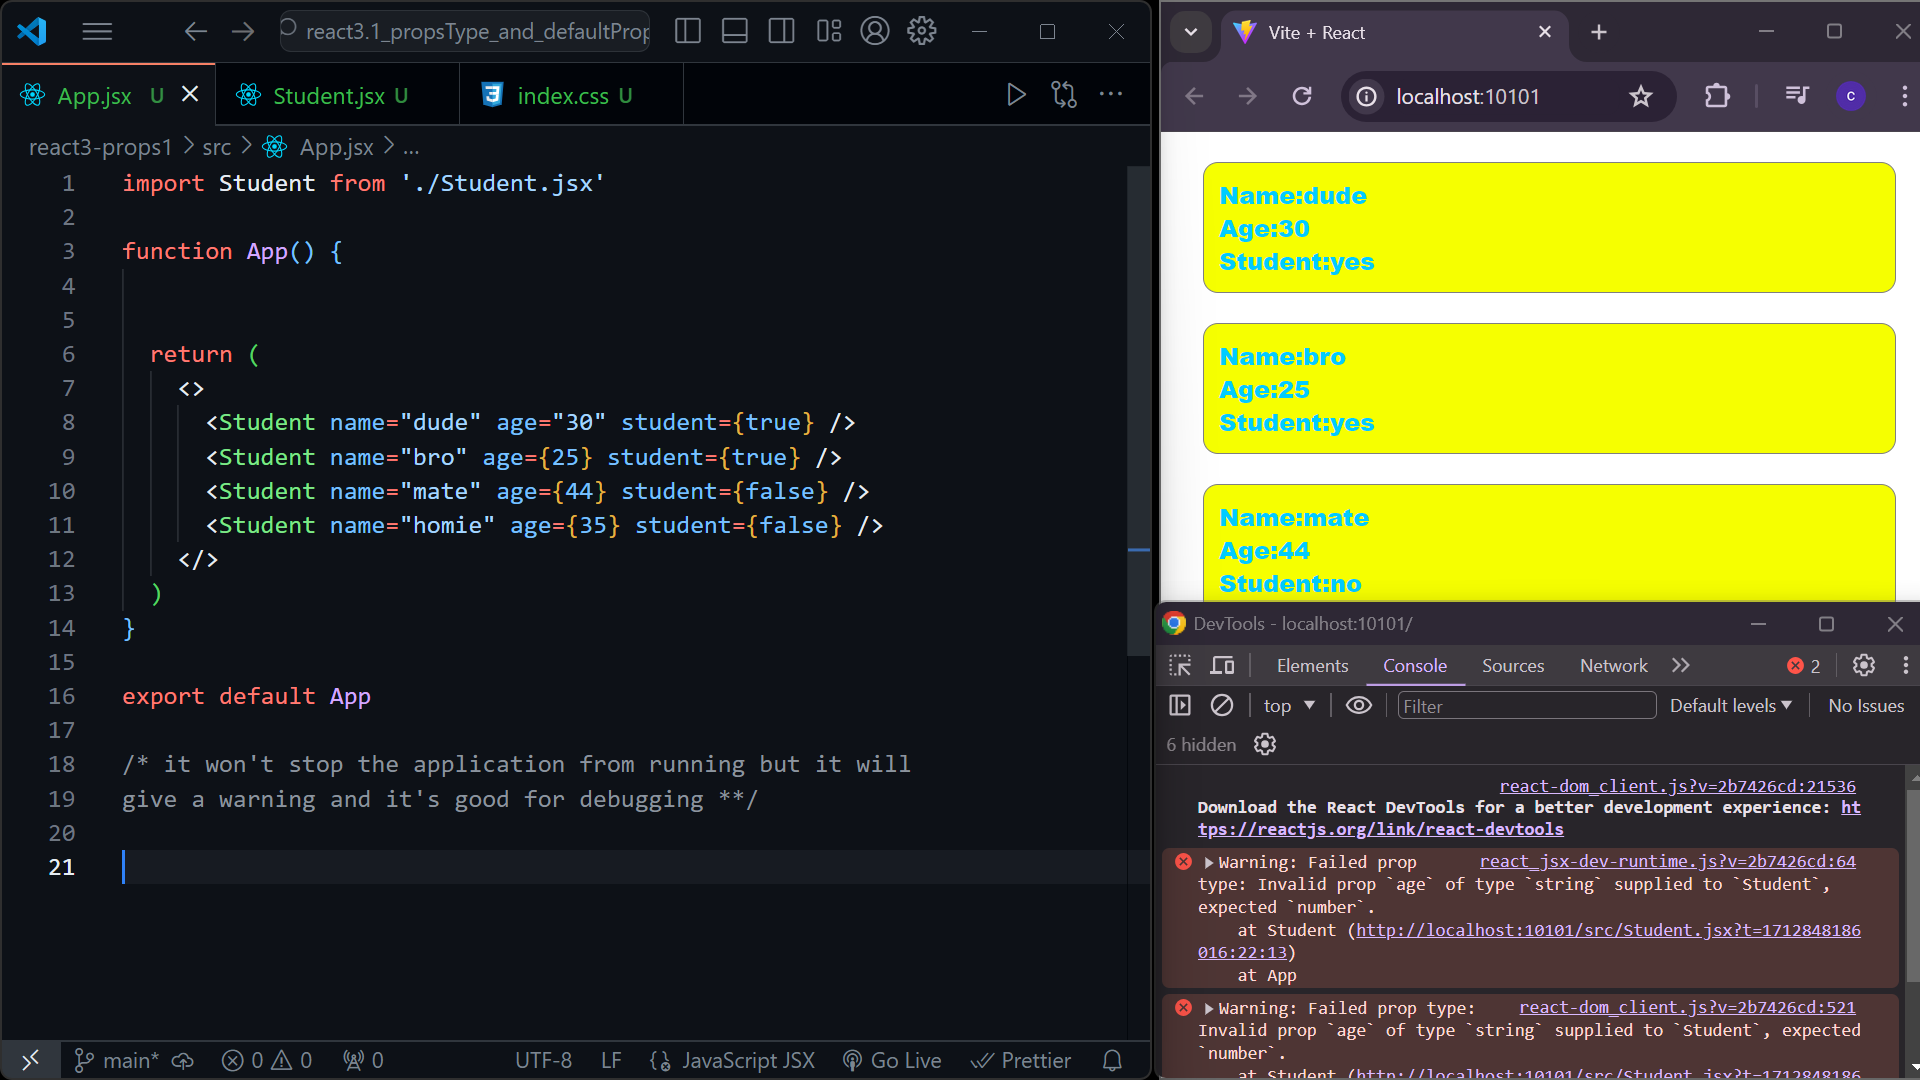 react3.1_propsType_and_defaultProp
App.jsx U
Student.jsx U
index.css U
react3-props1 > src > App.jsx > ...
1 import Student from './Student.jsx'
2
3 function App() {
4
5
6 return (
7 <>
8 <Student name="dude" age="30" student={true} />
9 <Student name="bro" age={25} student={true} />
10 <Student name="mate" age={44} student={false} />
11 <Student name="homie" age={35} student={false} />
12 </>
13 )
14 }
15
16 export default App
17
18 /* it won't stop the application from running but it will
19 give a warning and it's good for debugging **/
20
21
main* 0 0 0 UTF-8 LF JavaScript JSX Go Live Prettier
Vite + React
localhost:10101
c
Name:dude
Age:30
Student:yes
Name:bro
Age:25
Student:yes
Name:mate
Age:44
Student:no
DevTools - localhost:10101/
Elements Console Sources Network 2
top Filter Default levels No Issues
6 hidden
react-dom_client.js?v=2b7426cd:21536
Download the React DevTools for a better development experience: ht
tps://reactjs.org/link/react-devtools
Warning: Failed prop react_jsx-dev-runtime.js?v=2b7426cd:64
type: Invalid prop `age` of type `string` supplied to `Student`,
expected `number`.
at Student (http://localhost:10101/src/Student.jsx?t=1712848186
016:22:13)
at App
Warning: Failed prop type: react-dom_client.js?v=2b7426cd:521
Invalid prop `age` of type `string` supplied to `Student`, expected
`number`.
at Student (http://localhost:10101/src/Student.jsx?t=1712848186